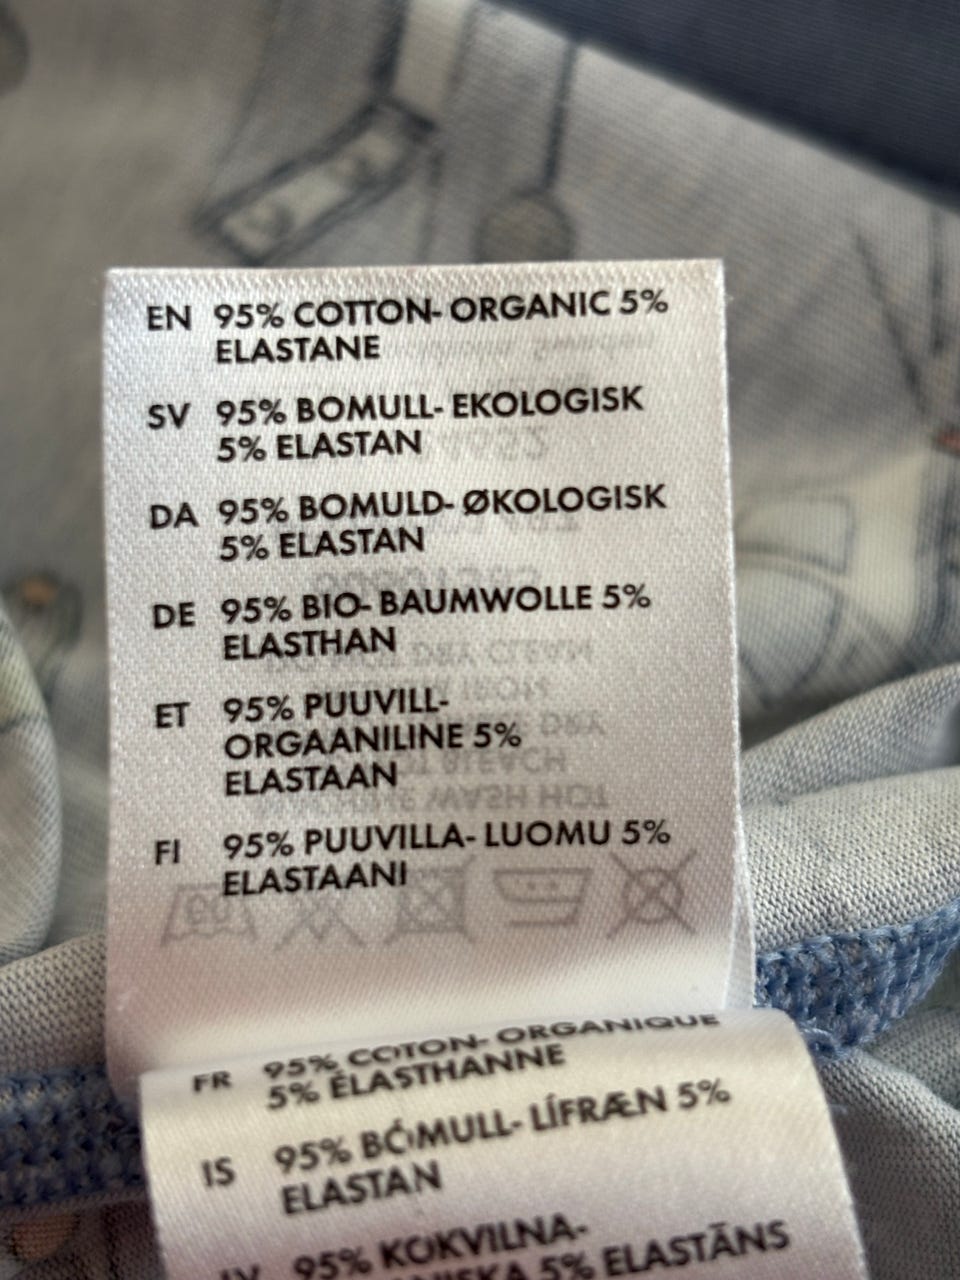 EN 95% COTTON- ORGANIC 5%
ELASTANE
SV 95% BOMULL- EKOLOGISK
5% ELASTAN
DA 95% BOMULD- ØKOLOGISK
5% ELASTAN
DE 95% BIO- BAUMWOLLE 5%
ELASTHAN
ET 95% PUUVILL-
ORGAANILINE 5%
ELASTAAN
FI 95% PUUVILLA- LUOMU 5%
ELASTAANI
FR 95% COTON- ORGANIQUE
5% ÉLASTHANNE
IS 95% BÓMULL- LÍFRÆN 5%
ELASTAN
LV 95% KOKVILNA-
5% ELASTĀNS